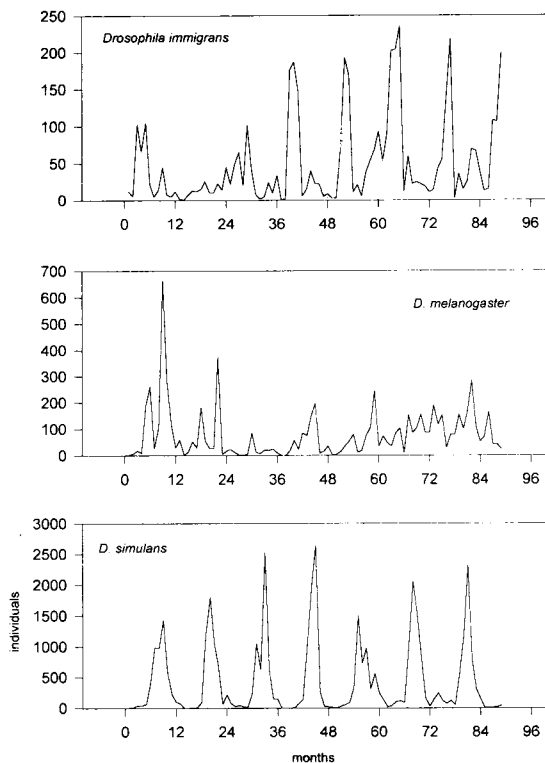 250
Drosophila immigrans
200
150
100
50
0
0 12 24 36 48 60 72 84 96
700
D. melanogaster
600
500
400
300
200
100
0
0 12 24 36 48 60 72 84 96
3000
D. simulans
2500
2000
1500
1000
500
0
individuals
0 12 24 36 48 60 72 84 96
months